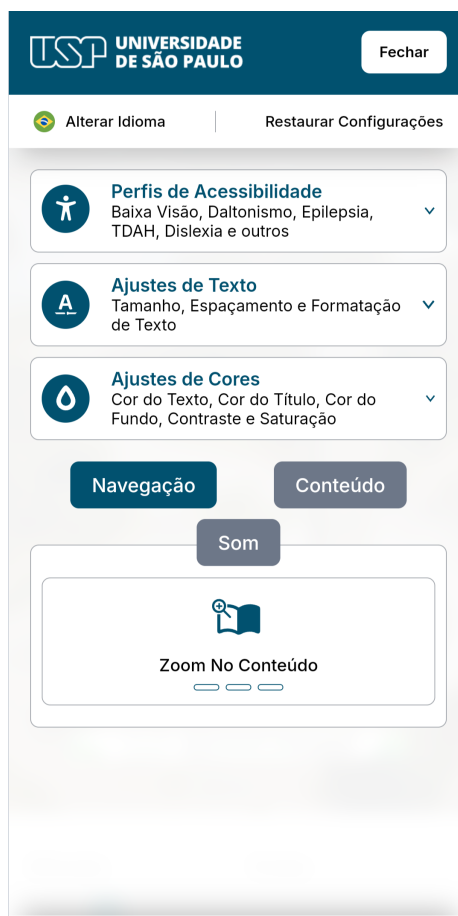 USP UNIVERSIDADE
DE SÃO PAULO
Fechar
Alterar Idioma
Restaurar Configurações
Perfis de Acessibilidade
Baixa Visão, Daltonismo, Epilepsia,
TDAH, Dislexia e outros
Ajustes de Texto
Tamanho, Espaçamento e Formatação
de Texto
Ajustes de Cores
Cor do Texto, Cor do Título, Cor do
Fundo, Contraste e Saturação
Navegação
Conteúdo
Som
Zoom No Conteúdo